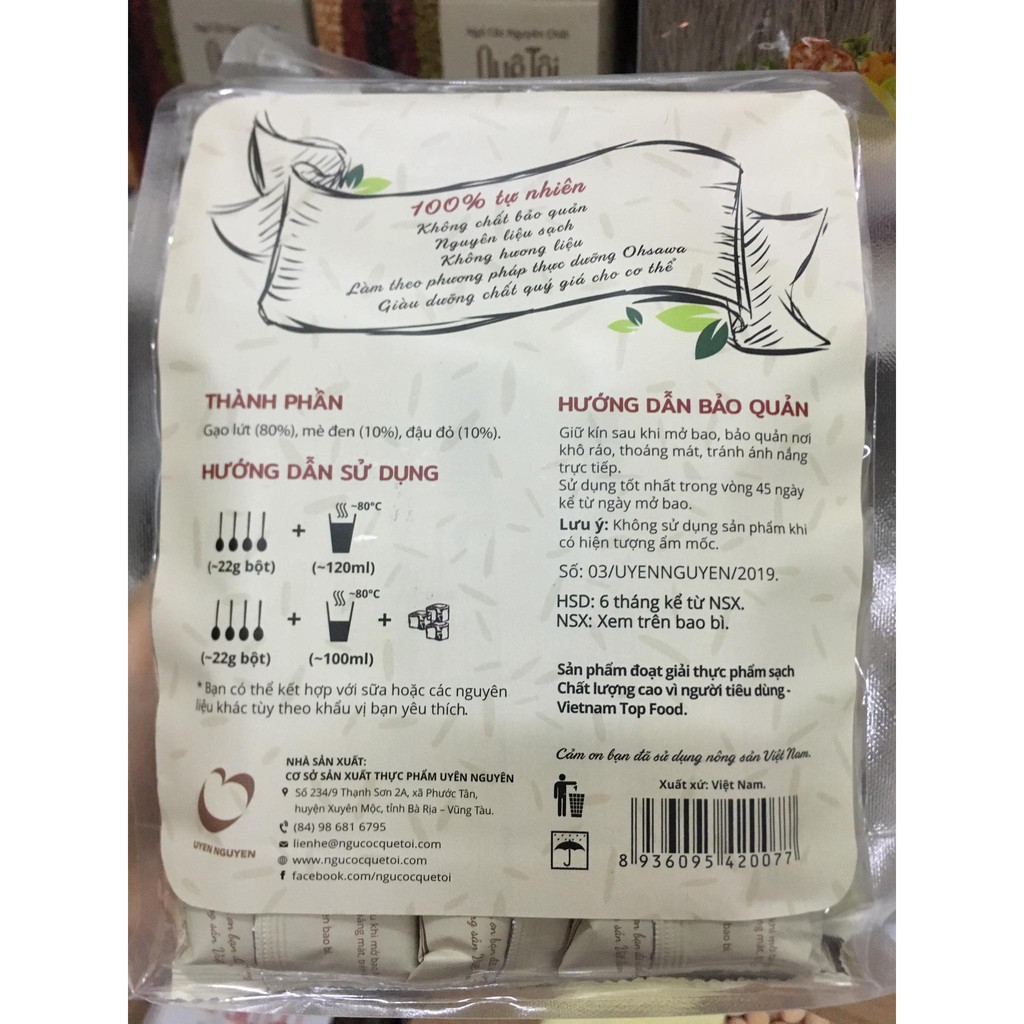 Ngũ Cốc Nguyên Chất
Quê Tôi
100% tự nhiên
Không chất bảo quản
Nguyên liệu sạch
Không hương liệu
Làm theo phương pháp thực dưỡng Ohsawa
Giàu dưỡng chất quý giá cho cơ thể
THÀNH PHẦN
Gạo lứt (80%), mè đen (10%), đậu đỏ (10%).
HƯỚNG DẪN SỬ DỤNG
+
~80°C
(~22g bột)
(~120ml)
+
~80°C
+
(~22g bột)
(~100ml)
*Bạn có thể kết hợp với sữa hoặc các nguyên
liệu khác tùy theo khẩu vị bạn yêu thích.
HƯỚNG DẪN BẢO QUẢN
Giữ kín sau khi mở bao, bảo quản nơi
khô ráo, thoáng mát, tránh ánh nắng
trực tiếp.
Sử dụng tốt nhất trong vòng 45 ngày
kể từ ngày mở bao.
Lưu ý: Không sử dụng sản phẩm khi
có hiện tượng ẩm mốc.
Số: 03/UYENNGUYEN/2019.
HSD: 6 tháng kể từ NSX.
NSX: Xem trên bao bì.
Sản phẩm đoạt giải thực phẩm sạch
Chất lượng cao vì người tiêu dùng -
Vietnam Top Food.
Cảm ơn bạn đã sử dụng nông sản Việt Nam.
UYEN NGUYEN
NHÀ SẢN XUẤT:
CƠ SỞ SẢN XUẤT THỰC PHẨM UYÊN NGUYÊN
Số 234/9 Thạnh Sơn 2A, xã Phước Tân,
huyện Xuyên Mộc, tỉnh Bà Rịa – Vũng Tàu.
(84) 98 681 6795
lienhe@ngucocquetoi.com
www.ngucocquetoi.com
facebook.com/ngucocquetoi
Xuất xứ: Việt Nam.
8 936095 420077